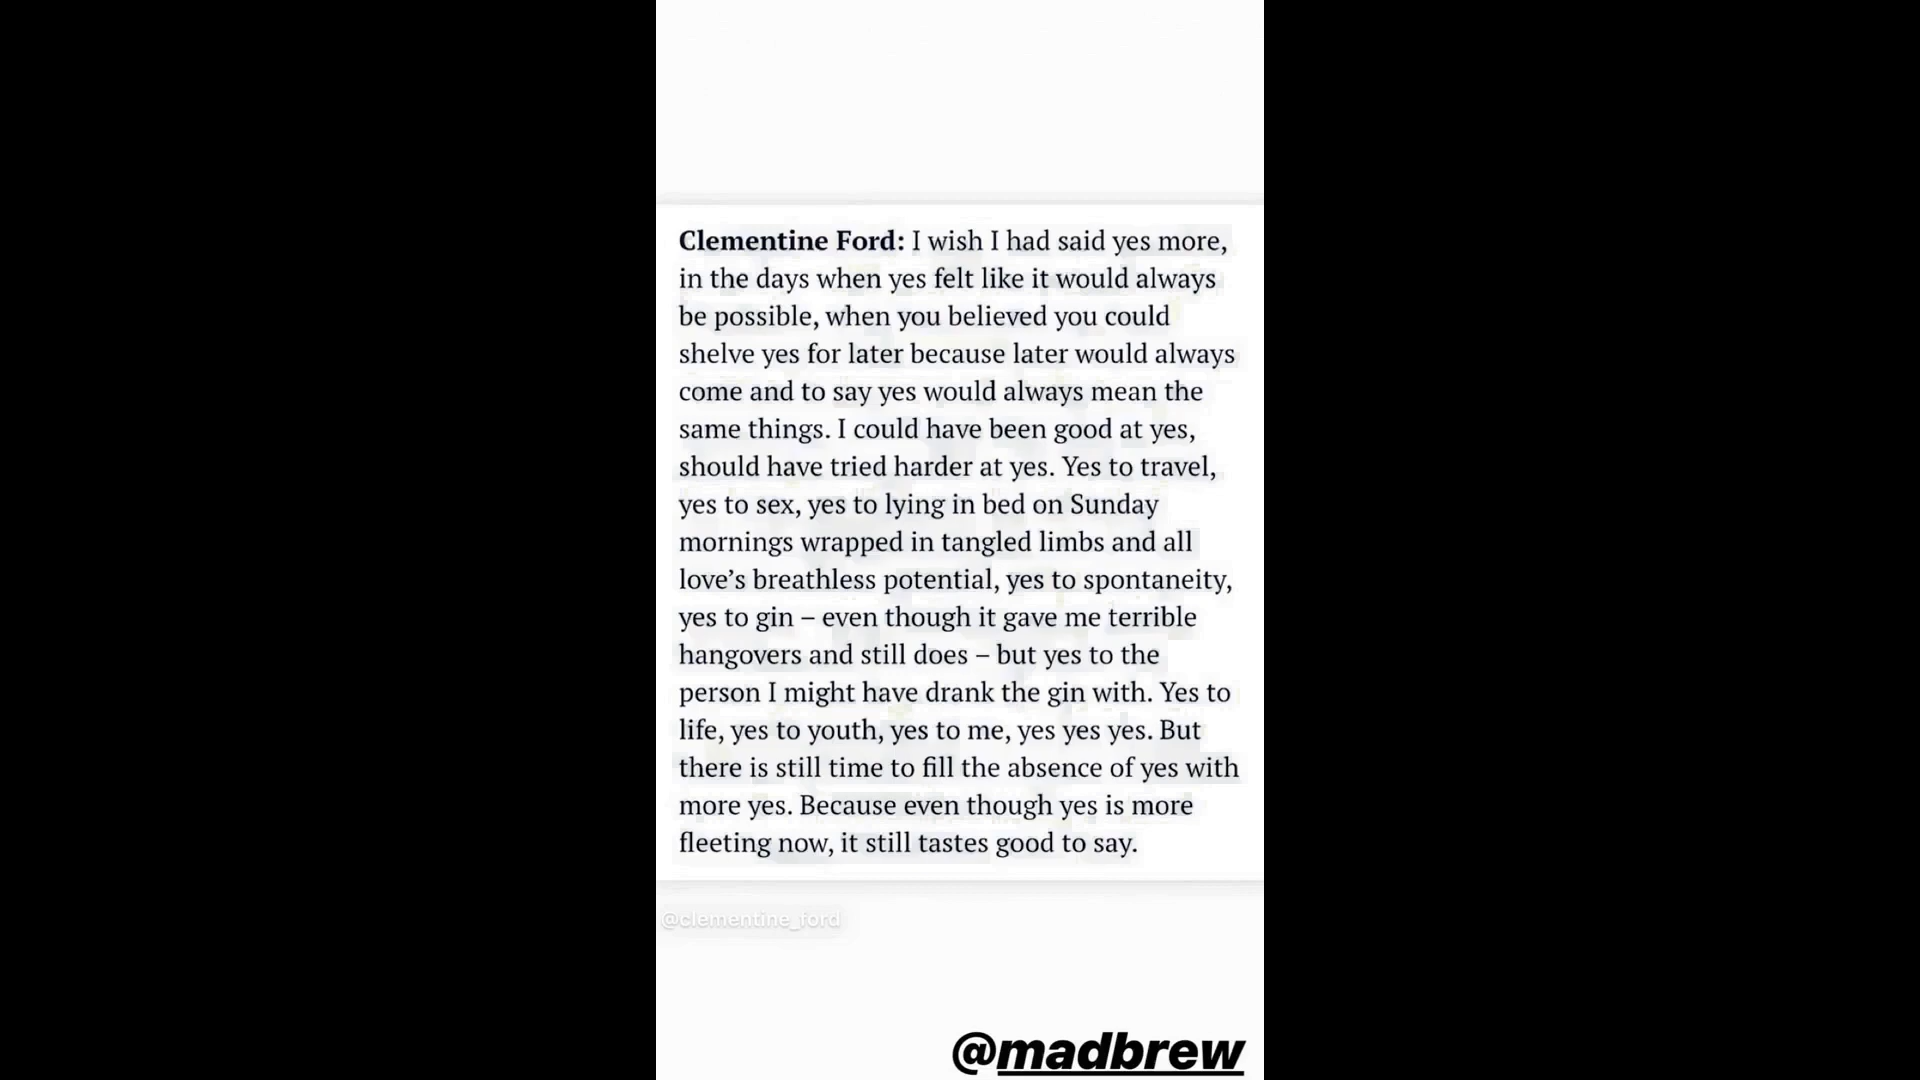 Clementine Ford: I wish I had said yes more,
in the days when yes felt like it would always
be possible, when you believed you could
shelve yes for later because later would always
come and to say yes would always mean the
same things. I could have been good at yes,
should have tried harder at yes. Yes to travel,
yes to sex, yes to lying in bed on Sunday
mornings wrapped in tangled limbs and all
love’s breathless potential, yes to spontaneity,
yes to gin – even though it gave me terrible
hangovers and still does – but yes to the
person I might have drank the gin with. Yes to
life, yes to youth, yes to me, yes yes yes. But
there is still time to fill the absence of yes with
more yes. Because even though yes is more
fleeting now, it still tastes good to say.
@clementine_ford
@madbrew